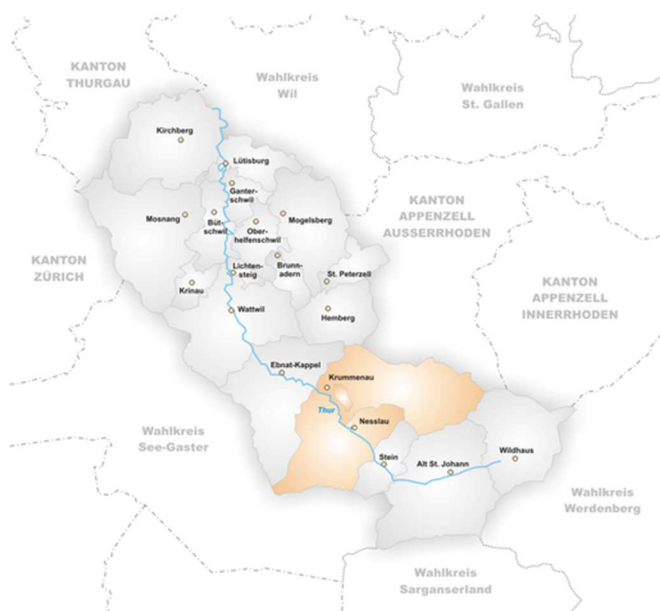 KANTON
THURGAU
Wahlkreis
Wil
Wahlkreis
St. Gallen
Kirchberg
Lütisburg
Ganter-
schwil
Mosnang
Büt-
schwil
Ober-
helfenschwil
Mogelsberg
KANTON
APPENZELL
AUSSERRHODEN
KANTON
ZÜRICH
Lichten-
steig
Brunn-
adern
St. Peterzell
Krinau
KANTON
APPENZELL
INNERRHODEN
Wattwil
Hemberg
Ebnat-Kappel
Krummenau
Thur
Nesslau
Wahlkreis
See-Gaster
Stein
Alt St. Johann
Wildhaus
Wahlkreis
Werdenberg
Wahlkreis
Sarganserland